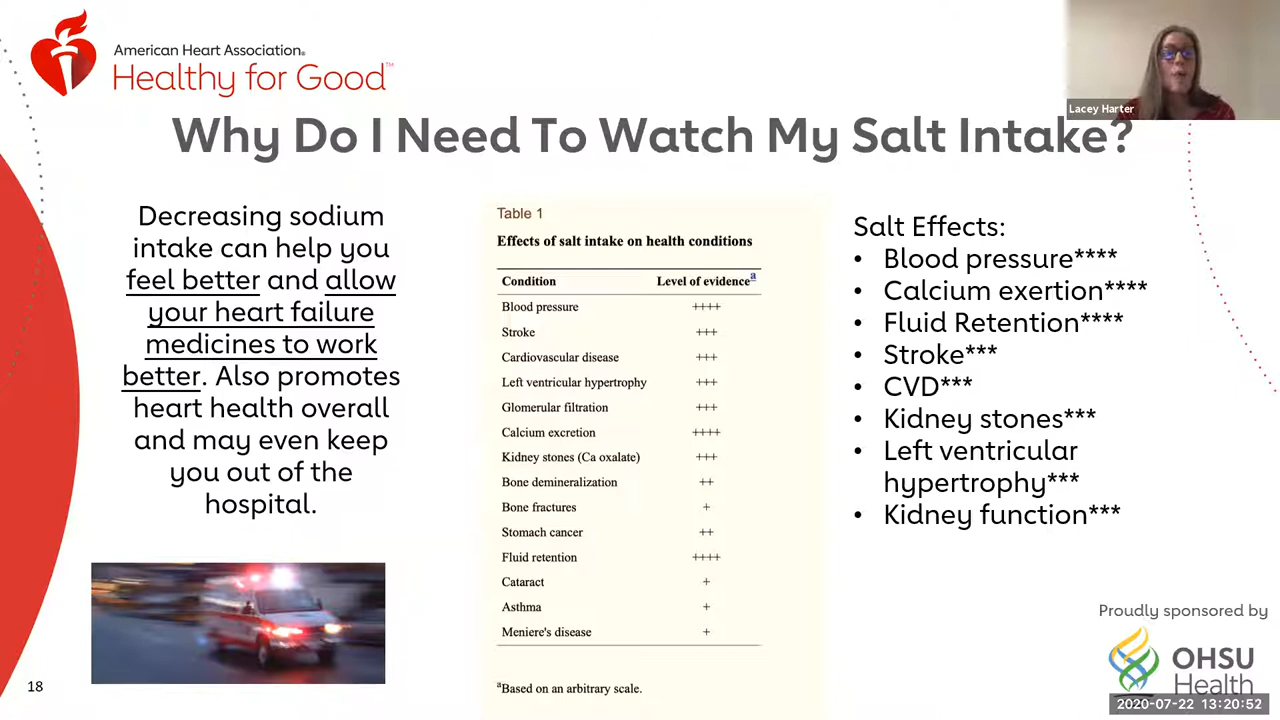 American Heart Association®
Healthy for Good™
Lacey Harter
Why Do I Need To Watch My Salt Intake?
Decreasing sodium
intake can help you
feel better and allow
your heart failure
medicines to work
better. Also promotes
heart health overall
and may even keep
you out of the
hospital.
Table 1
Effects of salt intake on health conditions
Condition Level of evidenceᵃ
Blood pressure ++++
Stroke +++
Cardiovascular disease +++
Left ventricular hypertrophy +++
Glomerular filtration +++
Calcium excretion ++++
Kidney stones (Ca oxalate) +++
Bone demineralization ++
Bone fractures +
Stomach cancer ++
Fluid retention ++++
Cataract +
Asthma +
Meniere's disease +
ᵃBased on an arbitrary scale.
Salt Effects:
• Blood pressure****
• Calcium exertion****
• Fluid Retention****
• Stroke***
• CVD***
• Kidney stones***
• Left ventricular
hypertrophy***
• Kidney function***
Proudly sponsored by
OHSU
Health
18
2020-07-22 13:20:52